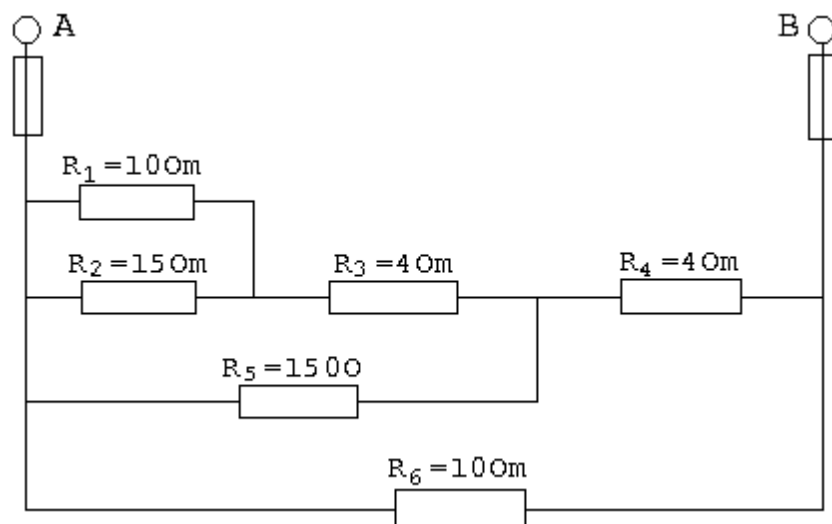 A
B
R₁=10Om
R₂=15Om
R₃=4Om
R₄=4Om
R₅=150O
R₆=10Om